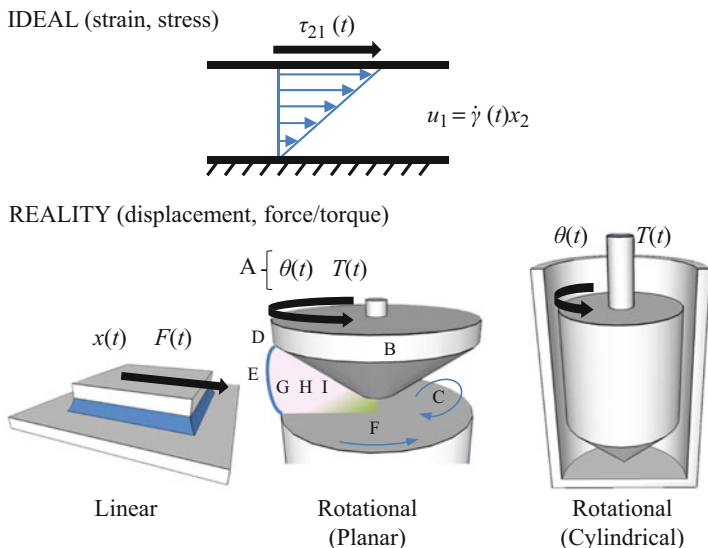 IDEAL (strain, stress)
τ₂₁ (t)
u₁ = γ̇ (t)x₂
REALITY (displacement, force/torque)
x(t) F(t)
A { θ(t) T(t)
D
B
E
G H I
C
F
θ(t) T(t)
Linear
Rotational
(Planar)
Rotational
(Cylindrical)